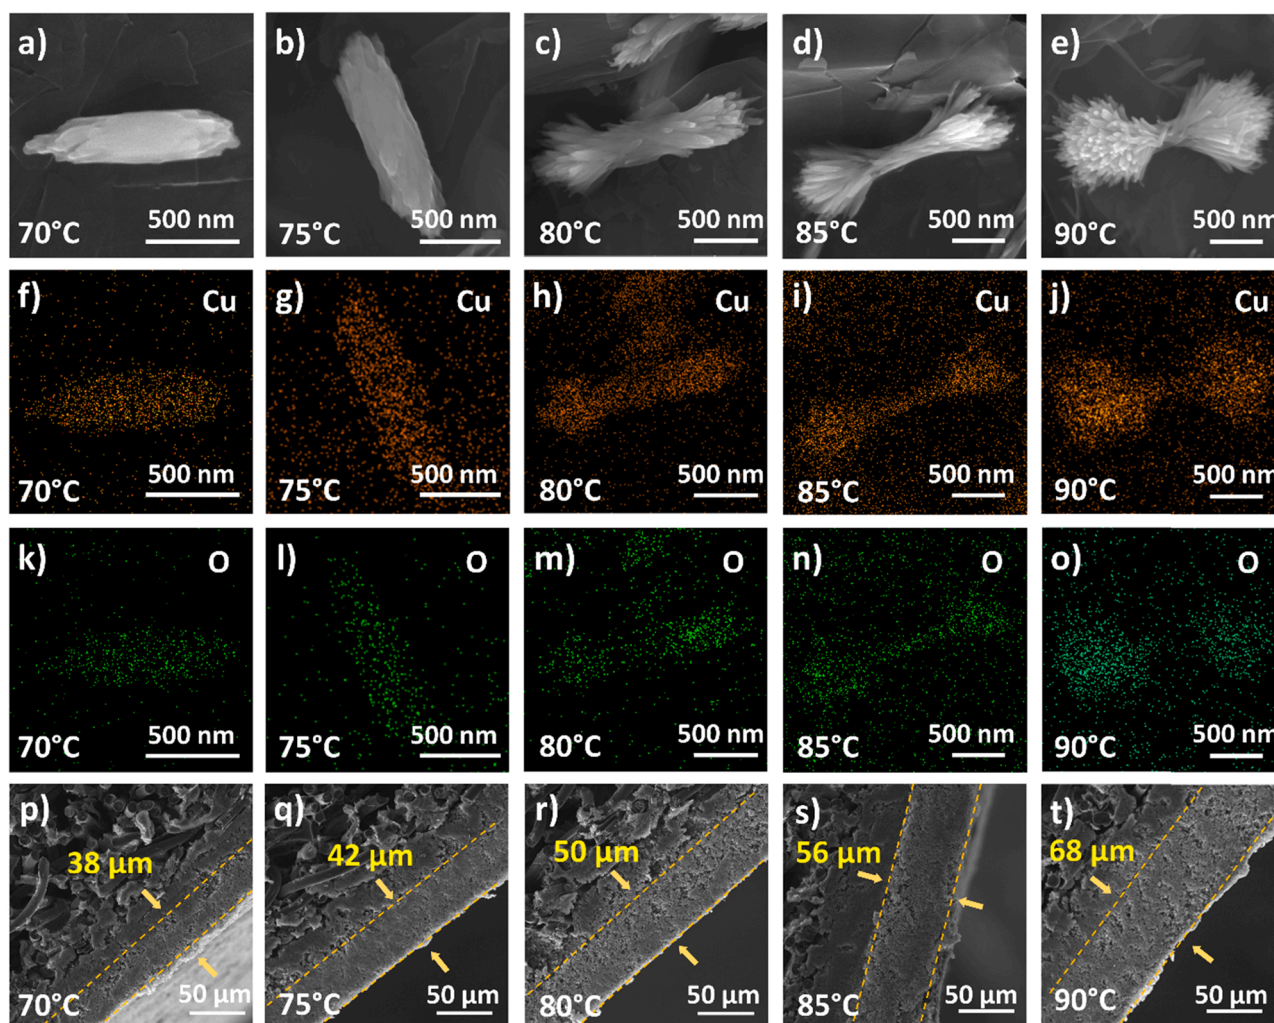 a)
70°C
500 nm
b)
75°C
500 nm
c)
80°C
500 nm
d)
85°C
500 nm
e)
90°C
500 nm
f)
Cu
70°C
500 nm
g)
Cu
75°C
500 nm
h)
Cu
80°C
500 nm
i)
Cu
85°C
500 nm
j)
Cu
90°C
500 nm
k)
O
70°C
500 nm
l)
O
75°C
500 nm
m)
O
80°C
500 nm
n)
O
85°C
500 nm
o)
O
90°C
500 nm
p)
38 μm
70°C
50 μm
q)
42 μm
75°C
50 μm
r)
50 μm
80°C
50 μm
s)
56 μm
85°C
50 μm
t)
68 μm
90°C
50 μm